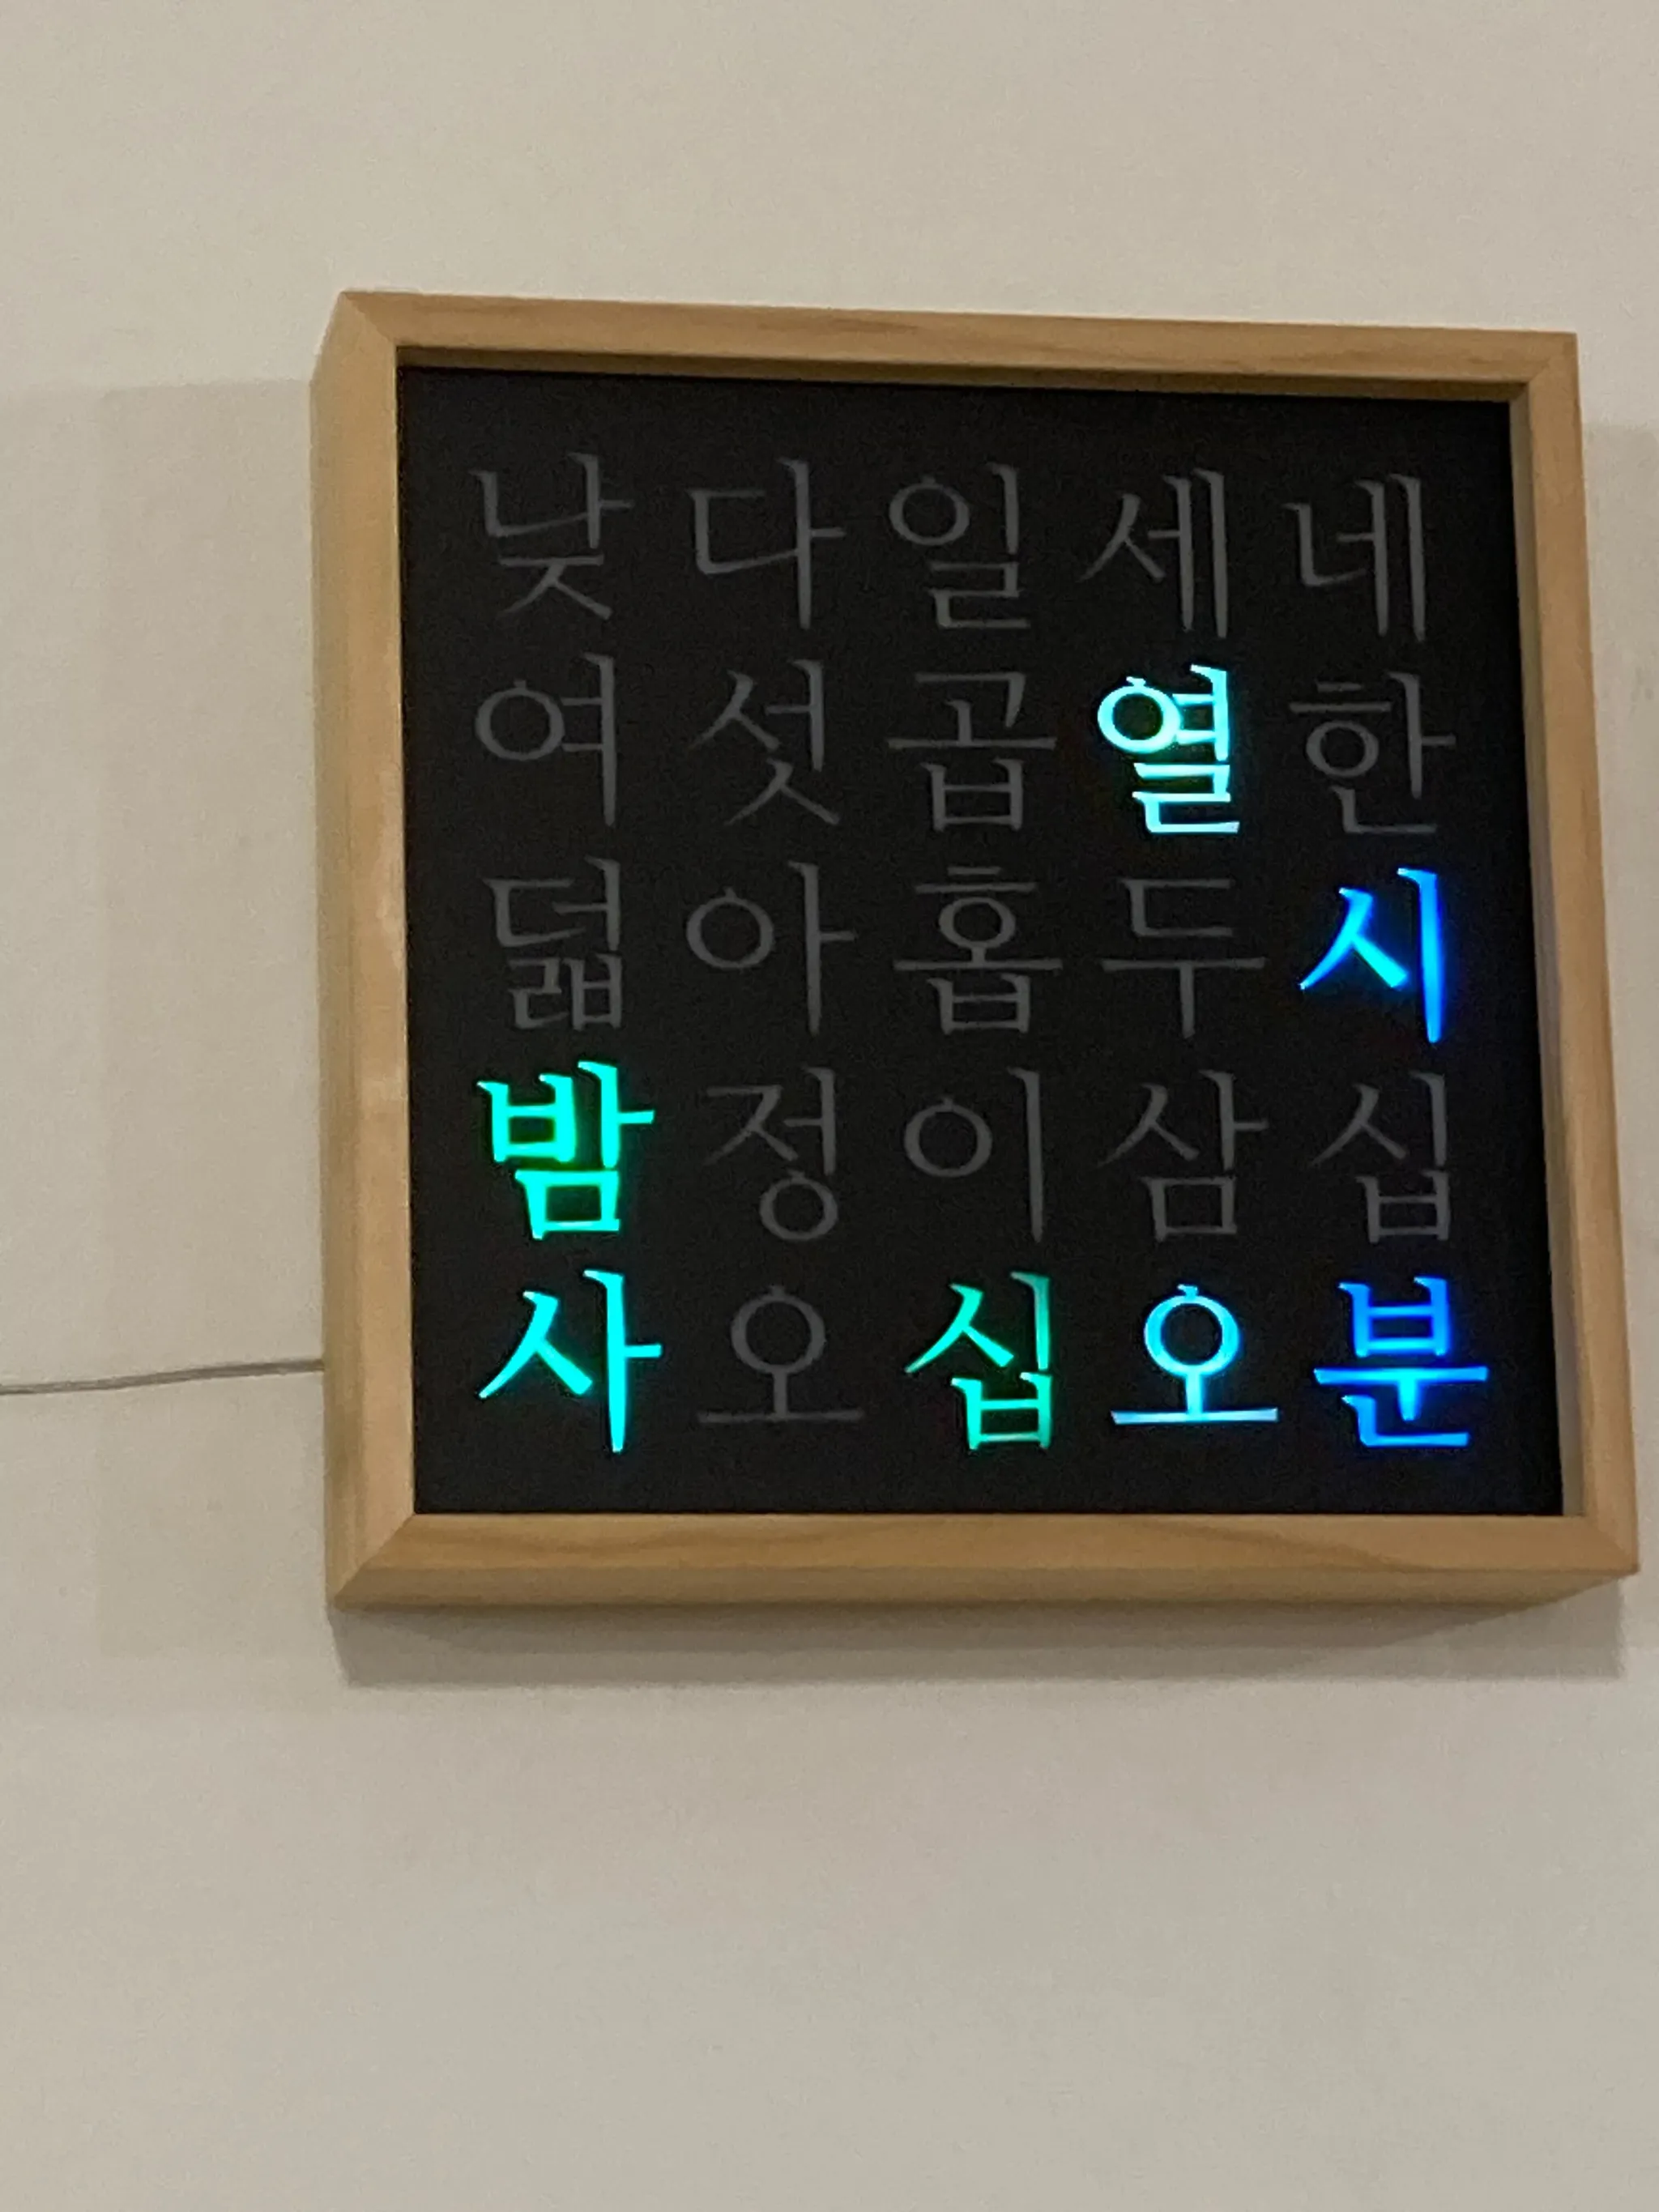 낮 다 일 세 네
여 섯 곱 열 한
덟 아 홉 두 시
밤 정 이 삼 십
사 오 십 오 분